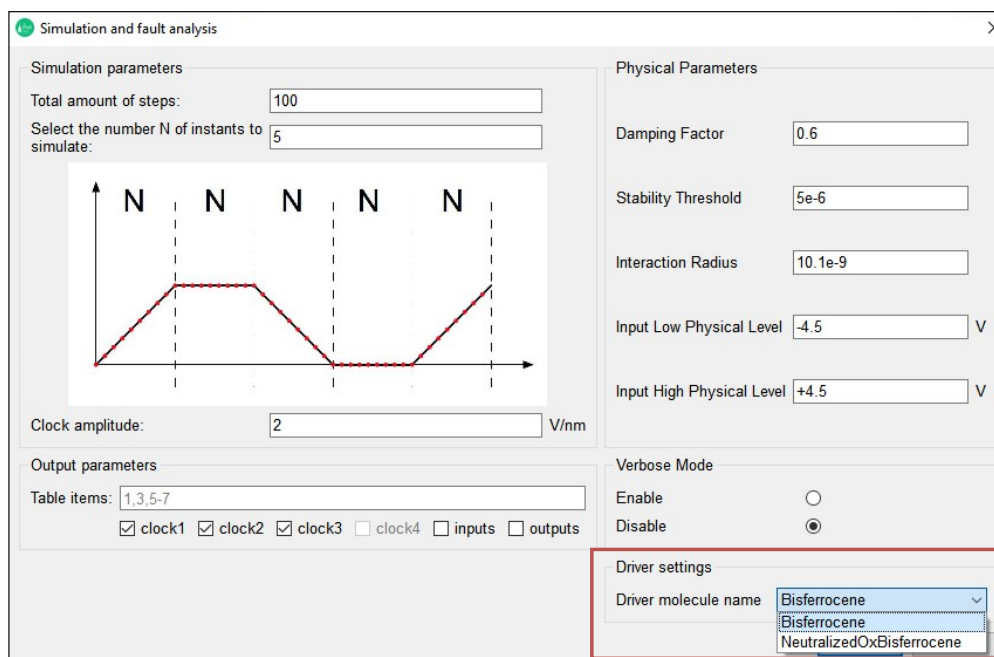 Simulation and fault analysis
Simulation parameters
Total amount of steps: 100
Select the number N of instants to
simulate: 5
N N N N N
Clock amplitude: 2 V/nm
Physical Parameters
Damping Factor 0.6
Stability Threshold 5e-6
Interaction Radius 10.1e-9
Input Low Physical Level -4.5 V
Input High Physical Level +4.5 V
Output parameters
Table items: 1,3,5-7
clock1 clock2 clock3 clock4 inputs outputs
Verbose Mode
Enable
Disable
Driver settings
Driver molecule name Bisferrocene
Bisferrocene
NeutralizedOxBisferrocene